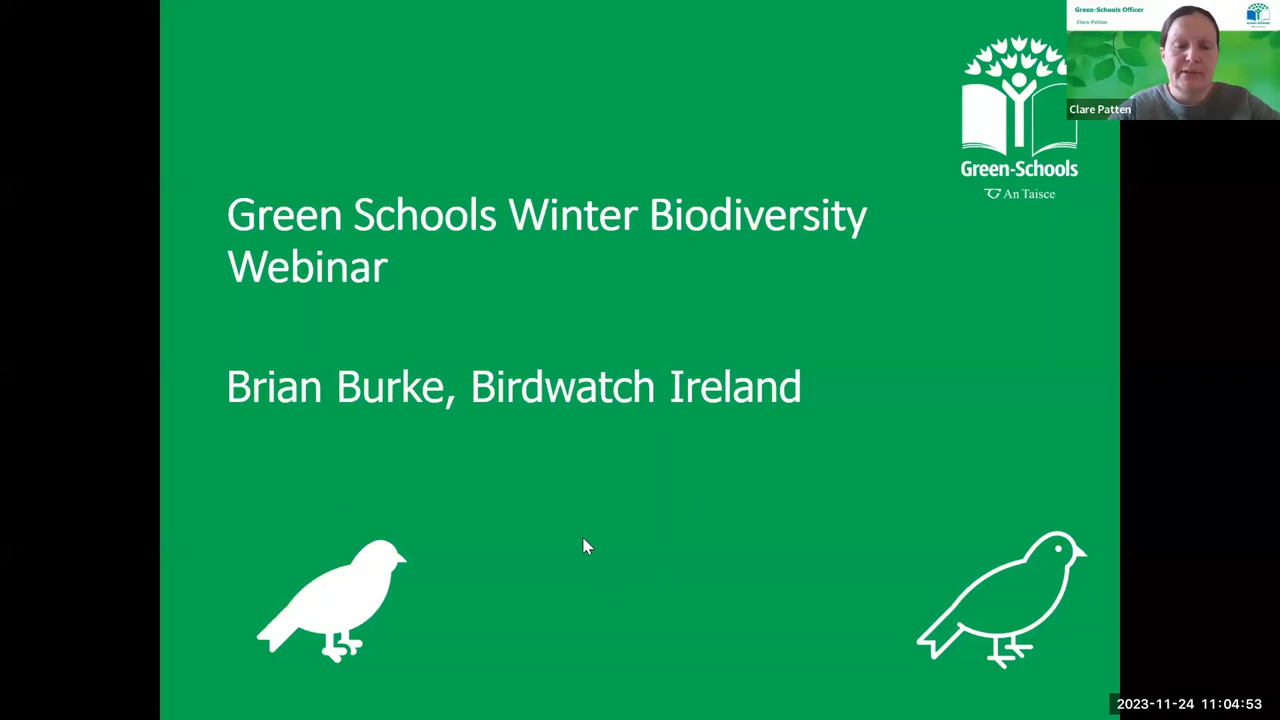 Green-Schools Officer
Clare Patten
Clare Patten
Green-Schools
An Taisce
Green Schools Winter Biodiversity
Webinar
Brian Burke, Birdwatch Ireland
2023-11-24 11:04:53